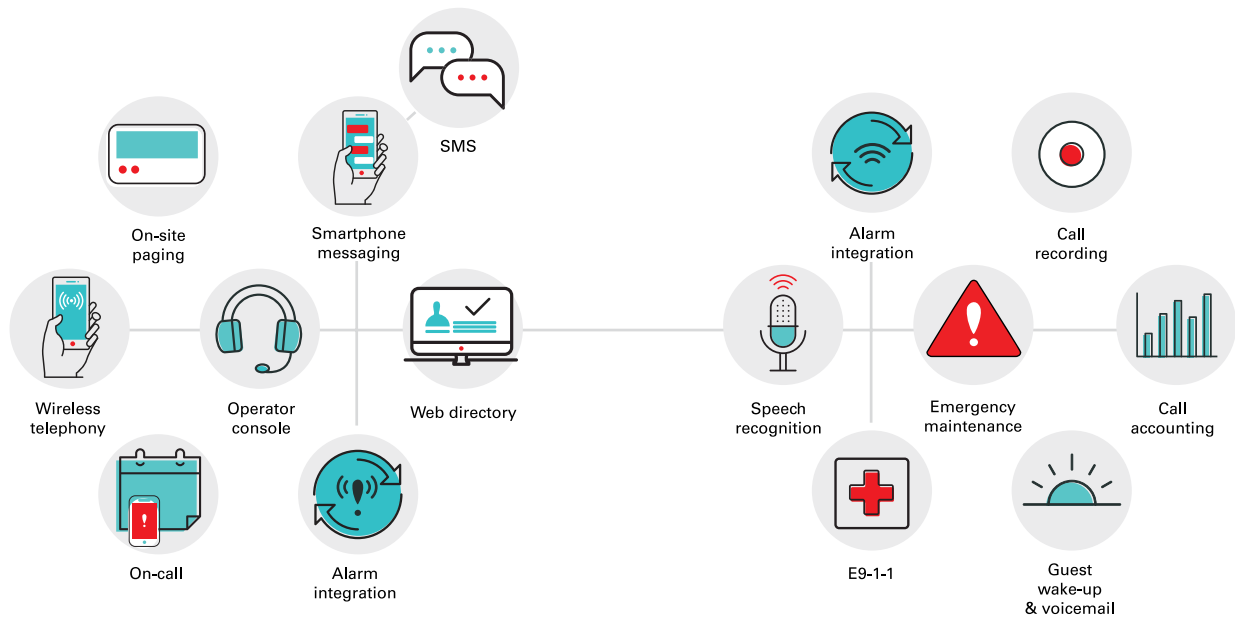 SMS
On-site
paging
Smartphone
messaging
Alarm
integration
Call
recording
Wireless
telephony
Operator
console
Web directory
Speech
recognition
Emergency
maintenance
Call
accounting
On-call
Alarm
integration
E9-1-1
Guest
wake-up
& voicemail